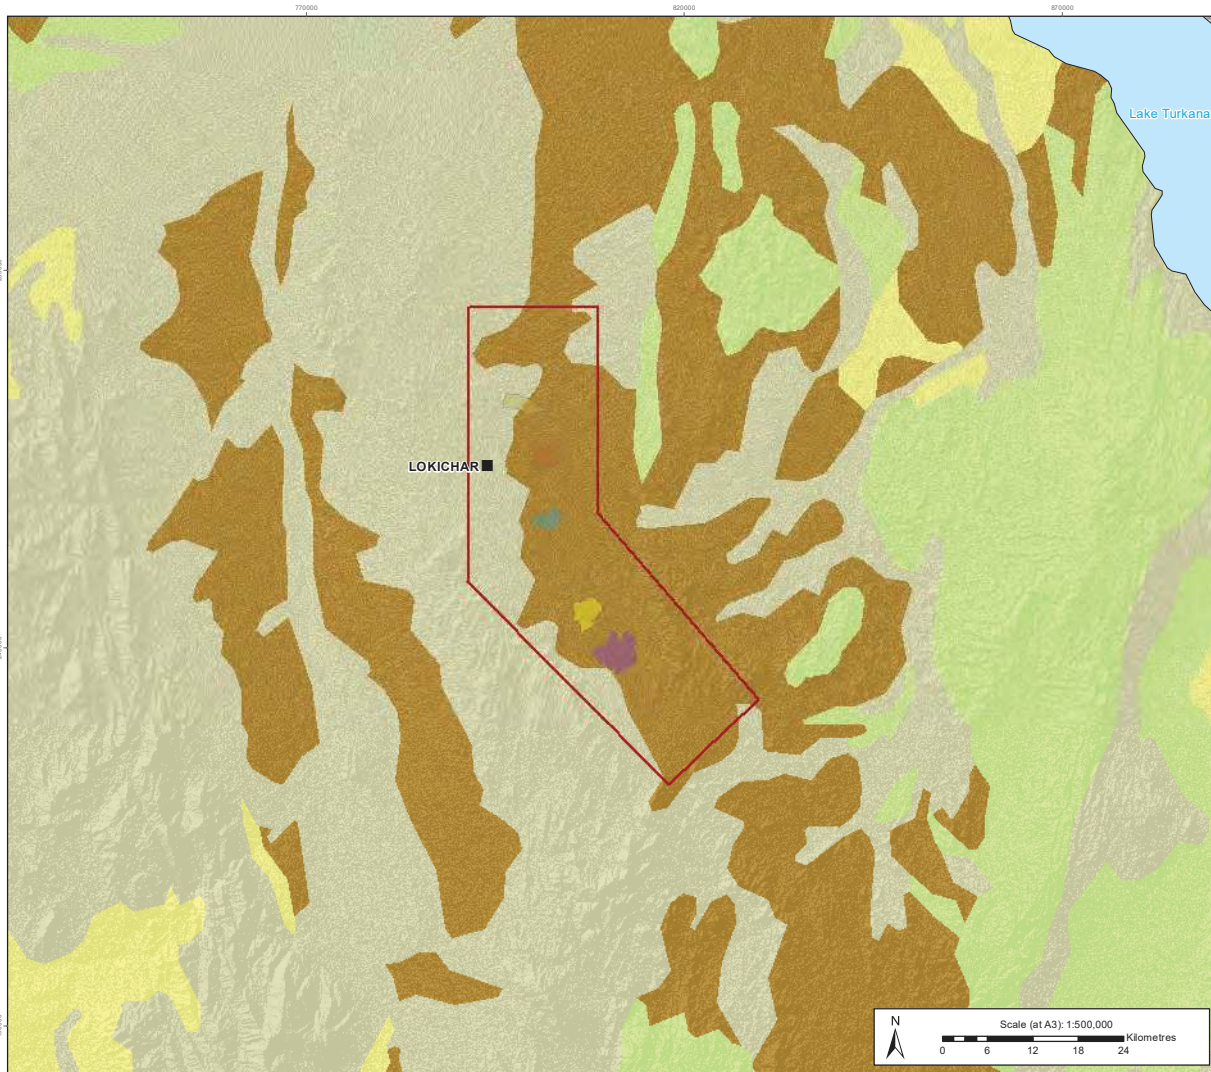 770000
820000
870000
Lake Turkana
LOKICHAR
N
Scale (at A3): 1:500,000
Kilometres
0 6 12 18 24